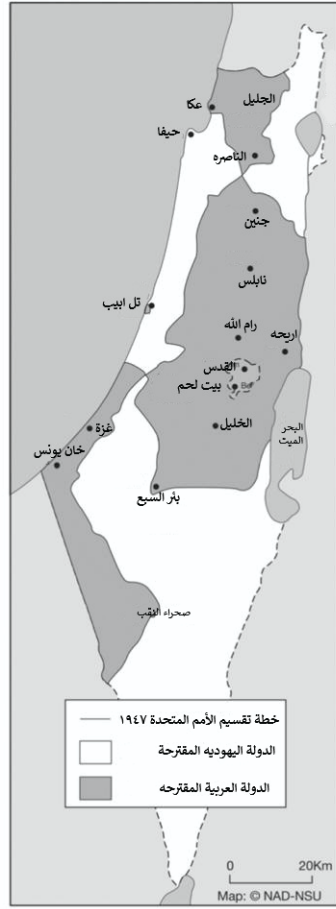 الجليل
عكا
حيفا
الناصره
جنين
نابلس
تل ابيب
رام الله
اريحه
القدس
بيت لحم
Be
البحر
الميت
الخليل
غزة
خان يونس
بئر السبع
صحراء النقب
خطة تقسيم الأمم المتحدة ١٩٤٧
الدولة اليهوديه المقترحة
الدولة العربية المقترحه
0 20Km
Map: © NAD-NSU